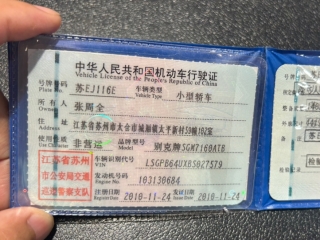 中华人民共和国机动车行驶证
Vehicle License of the People's Republic of China
号牌号码 苏EJ116E 车辆类型 小型轿车
Plate No. Vehicle Type
所有人 张周全
Owner
住址 江苏省苏州市太仓市城厢镇太平新村50幢102室
使用性质 非营运 品牌型号 别克牌SGM7160ATB
江苏省苏州市公安局交通巡逻警察支队
车辆识别代号 LSGPB64UXBS027579
VIN
发动机号码 103130684
Engine No.
注册日期 2010-11-24 发证日期 2010-11-24
Register Date Issue Date